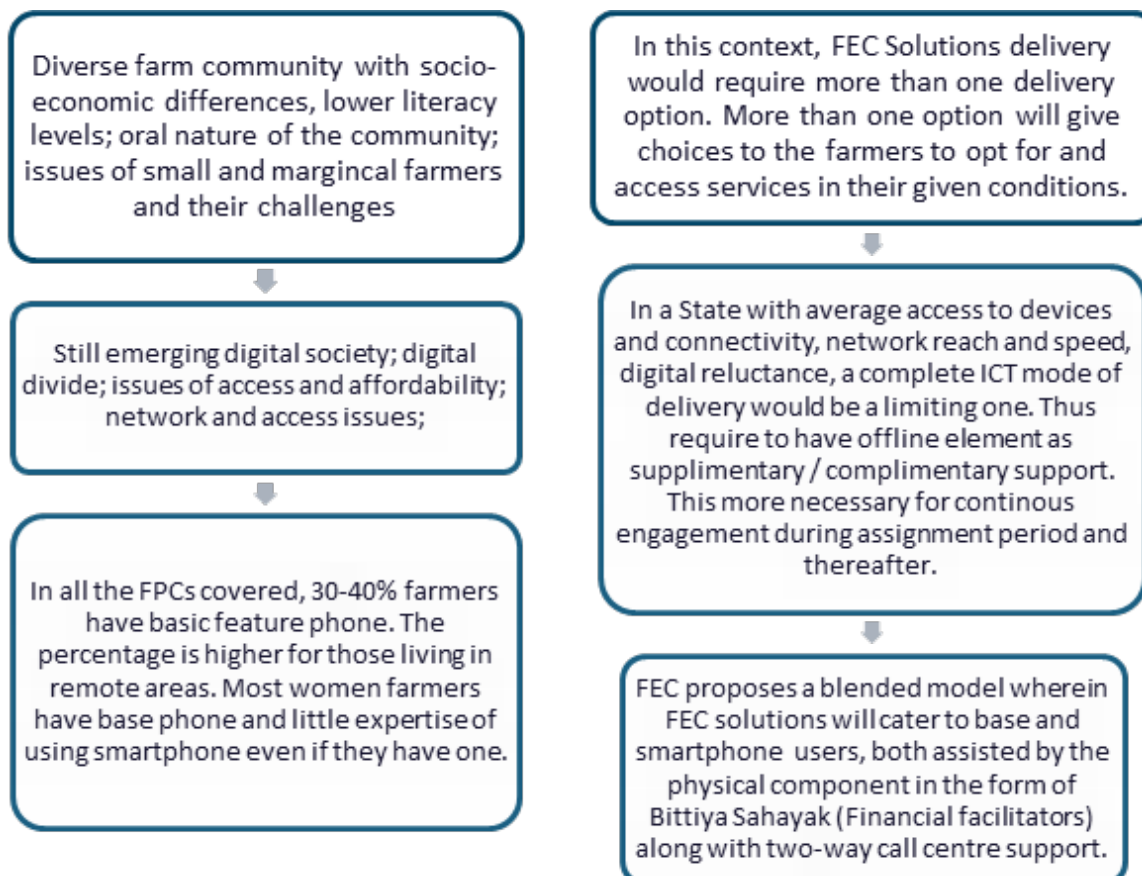 Diverse farm community with socio-
economic differences, lower literacy
levels; oral nature of the community;
issues of small and margincal farmers
and their challenges
Still emerging digital society; digital
divide; issues of access and affordability;
network and access issues;
In all the FPCs covered, 30-40% farmers
have basic feature phone. The
percentage is higher for those living in
remote areas. Most women farmers
have base phone and little expertise of
using smartphone even if they have one.
In this context, FEC Solutions delivery
would require more than one delivery
option. More than one option will give
choices to the farmers to opt for and
access services in their given conditions.
In a State with average access to devices
and connectivity, network reach and speed,
digital reluctance, a complete ICT mode of
delivery would be a limiting one. Thus
require to have offline element as
supplimentary / complimentary support.
This more necessary for continous
engagement during assignment period and
thereafter.
FEC proposes a blended model wherein
FEC solutions will cater to base and
smartphone users, both assisted by the
physical component in the form of
Bittiya Sahayak (Financial facilitators)
along with two-way call centre support.